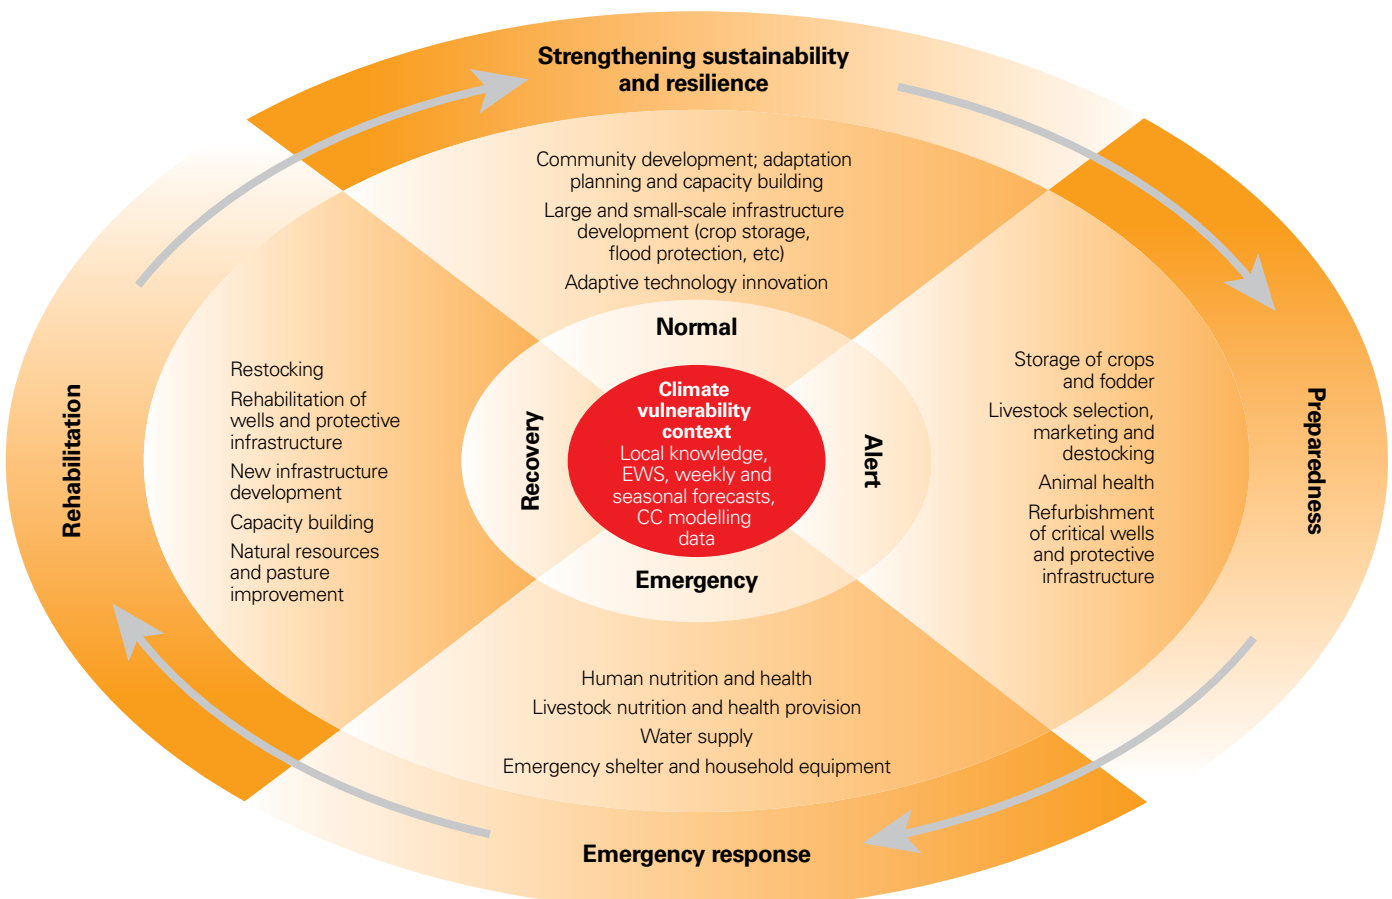 Strengthening sustainability
and resilience
Community development; adaptation
planning and capacity building
Large and small-scale infrastructure
development (crop storage,
flood protection, etc)
Adaptive technology innovation
Normal
Climate
vulnerability
context
Local knowledge,
EWS, weekly and
seasonal forecasts,
CC modelling
data
Recovery
Alert
Emergency
Rehabilitation
Restocking
Rehabilitation of
wells and protective
infrastructure
New infrastructure
development
Capacity building
Natural resources
and pasture
improvement
Storage of crops
and fodder
Livestock selection,
marketing and
destocking
Animal health
Refurbishment
of critical wells
and protective
infrastructure
Preparedness
Human nutrition and health
Livestock nutrition and health provision
Water supply
Emergency shelter and household equipment
Emergency response